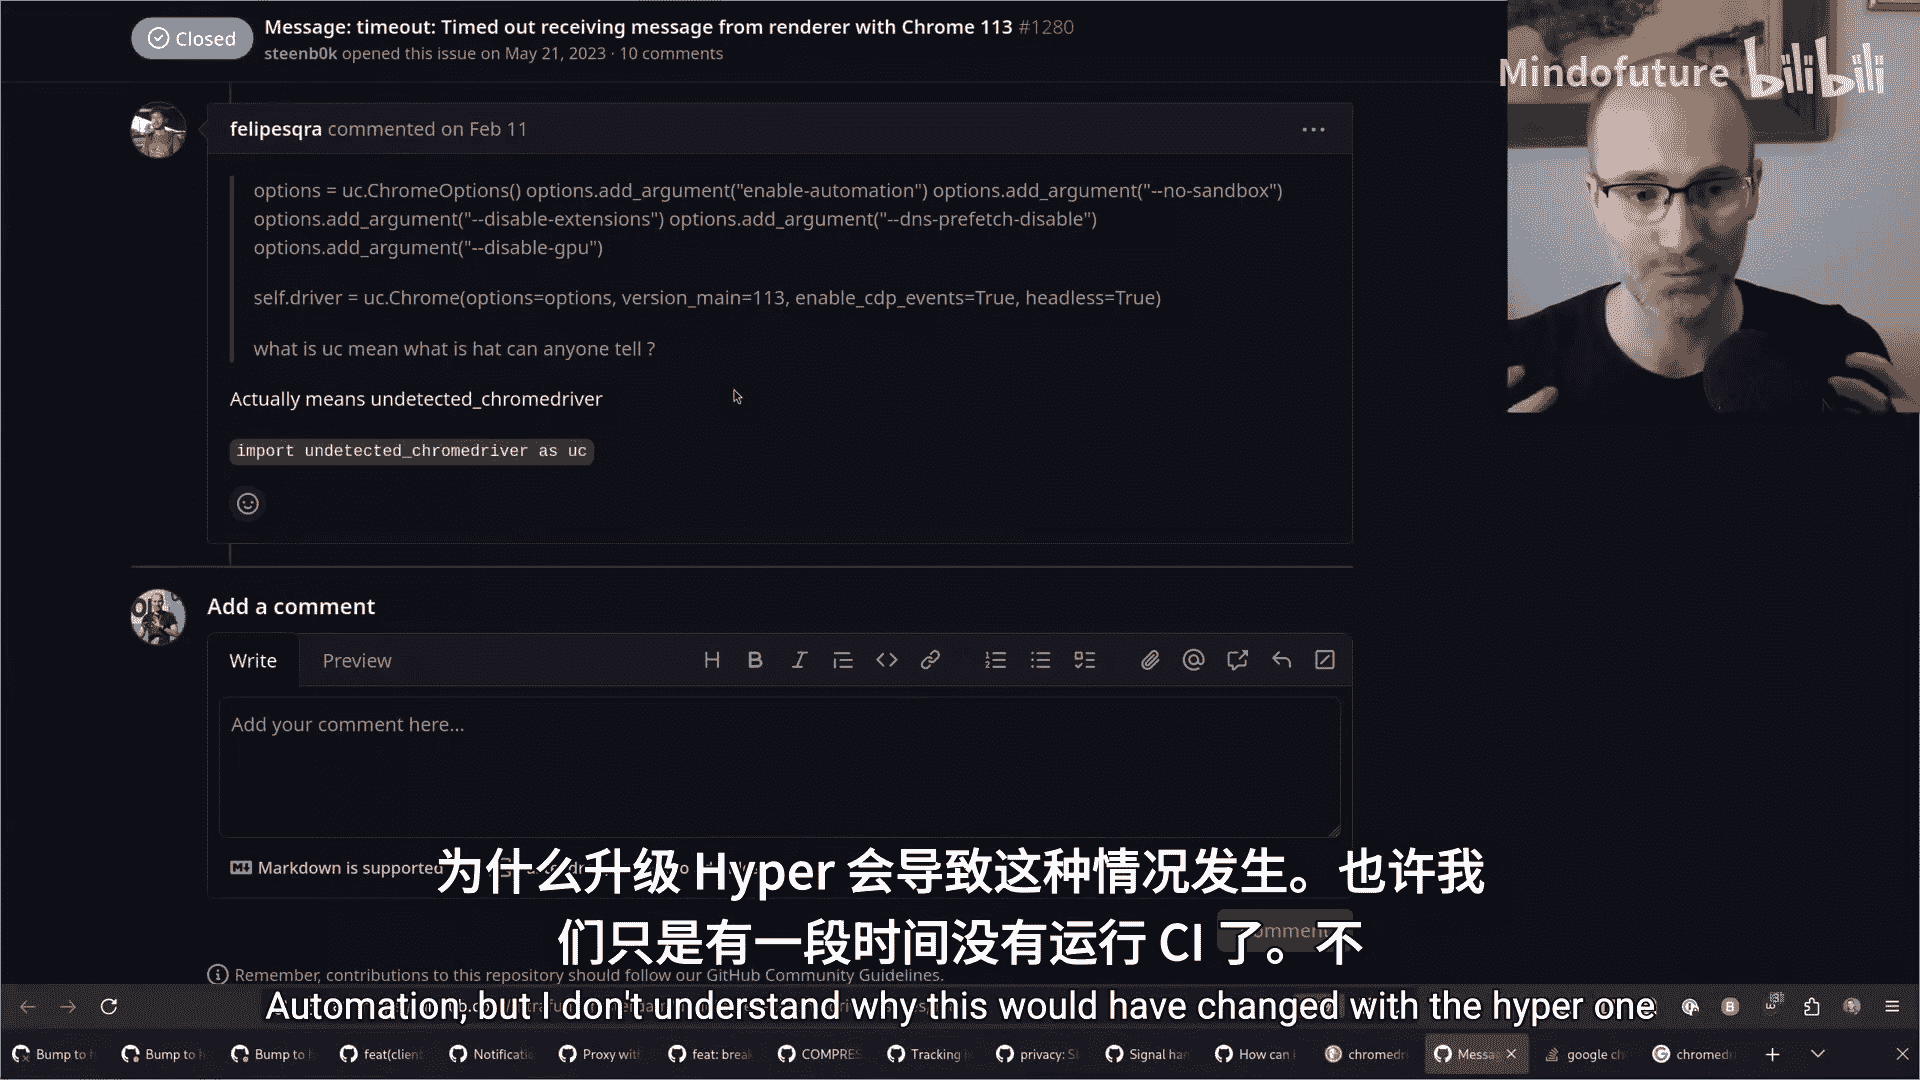 Closed
Message: timeout: Timed out receiving message from renderer with Chrome 113 #1280
steenb0k opened this issue on May 21, 2023 · 10 comments
Mindofuture bilibili
felipesqra commented on Feb 11
options = uc.ChromeOptions() options.add_argument("enable-automation") options.add_argument("--no-sandbox")
options.add_argument("--disable-extensions") options.add_argument("--dns-prefetch-disable")
options.add_argument("--disable-gpu")
self.driver = uc.Chrome(options=options, version_main=113, enable_cdp_events=True, headless=True)
what is uc mean what is hat can anyone tell ?
Actually means undetected_chromedriver
import undetected_chromedriver as uc
Add a comment
Write Preview
Add your comment here...
Markdown is supported
为什么升级 Hyper 会导致这种情况发生。也许我
们只是有一段时间没有运行 CI 了。不
Remember, contributions to this repository should follow our GitHub Community Guidelines.
Automation, but I don't understand why this would have changed with the hyper one
Bump to h Bump to h Bump to h feat(client Notificatio Proxy with feat: break COMPRES Tracking privacy: S Signal han How can chromedr Messa google ch chromed